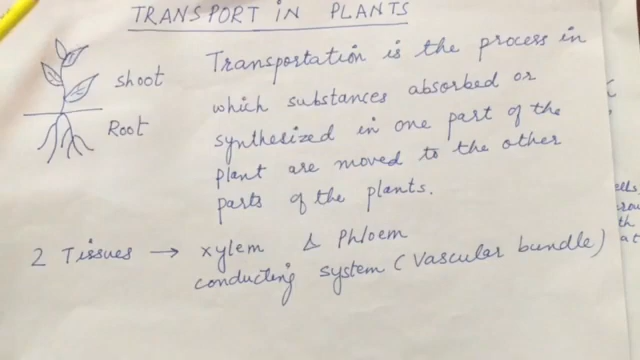 TRANSPORT IN PLANTS
shoot
Root
Transportation is the process in
which substances absorbed or
synthesized in one part of the
plant are moved to the other
parts of the plants.
2 Tissues → xylem & Phloem
conducting system (Vascular bundle)